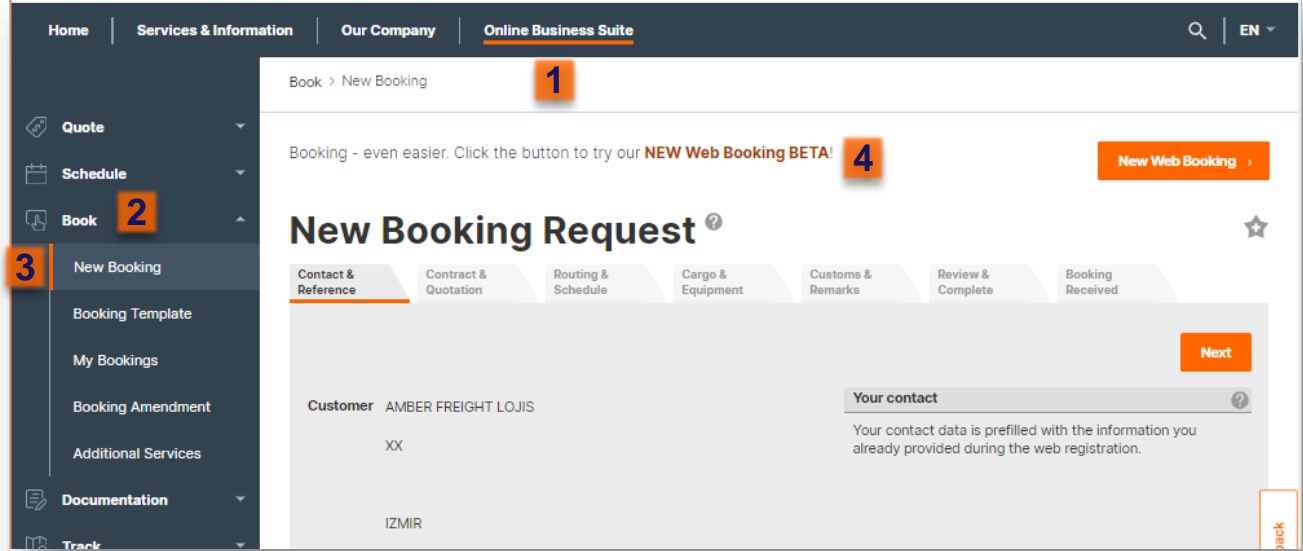 Home Services & Information Our Company Online Business Suite EN
1
Book > New Booking
Quote
Schedule
2
Book
3
New Booking
Booking Template
My Bookings
Booking Amendment
Additional Services
Documentation
Track
Booking - even easier. Click the button to try our NEW Web Booking BETA!
4
New Web Booking ›
New Booking Request ?
Contact &
Reference
Contract &
Quotation
Routing &
Schedule
Cargo &
Equipment
Customs &
Remarks
Review &
Complete
Booking
Received
Next
Customer AMBER FREIGHT LOJIS
XX
IZMIR
Your contact ?
Your contact data is prefilled with the information you
already provided during the web registration.